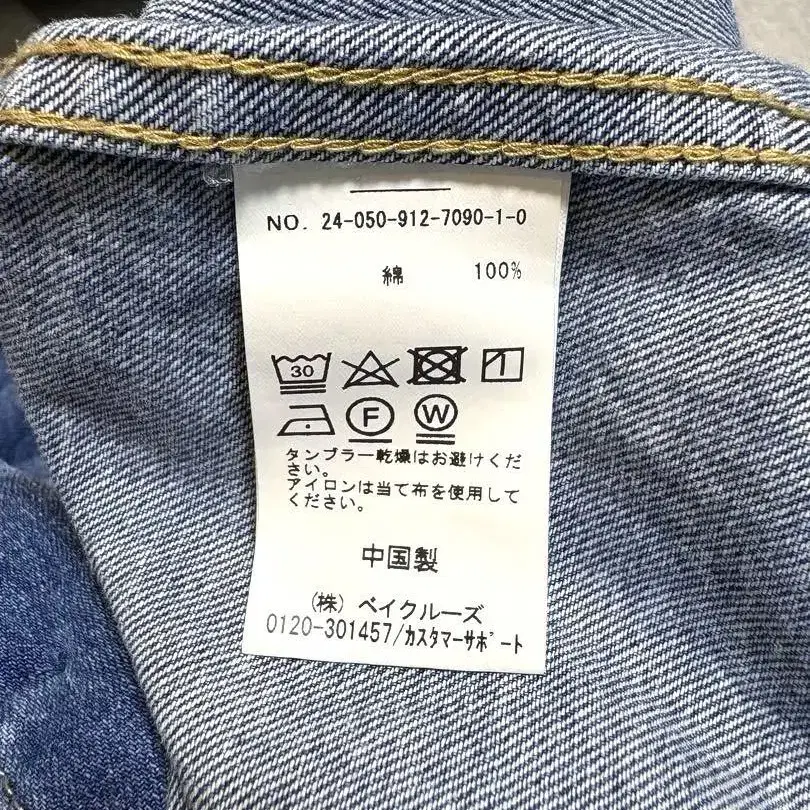 NO. 24-050-912-7090-1-0
綿 100%
30
F W
タンブラー乾燥はお避けくだ
さい。
アイロンは当て布を使用して
ください。
中国製
(株) ベイクルーズ
0120-301457/カスタマーサポート